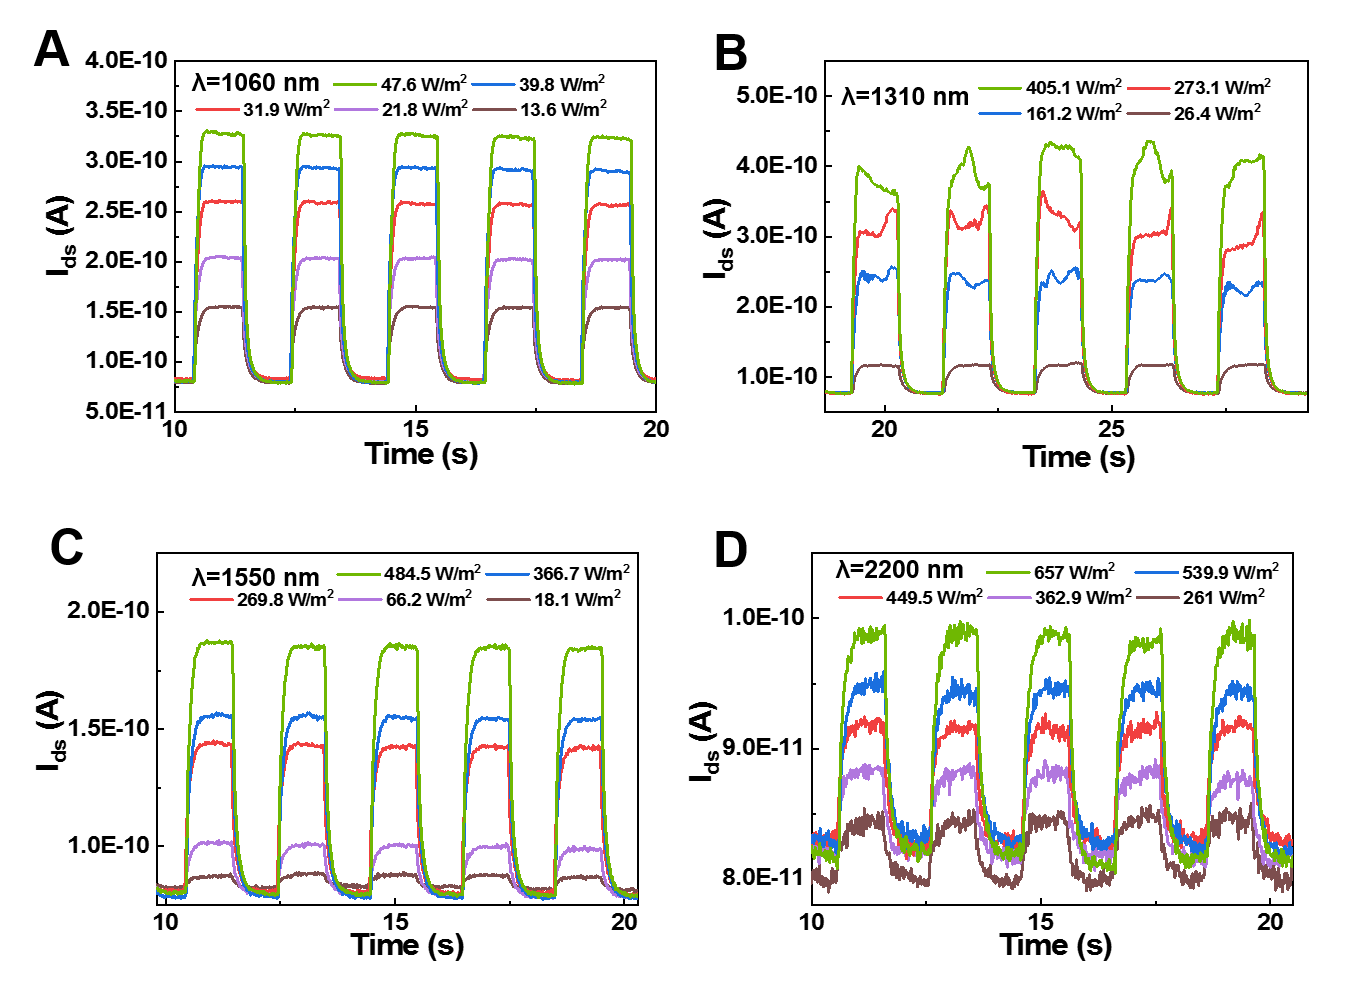 A
λ=1060 nm
47.6 W/m²
39.8 W/m²
31.9 W/m²
21.8 W/m²
13.6 W/m²
4.0E-10
3.5E-10
3.0E-10
2.5E-10
2.0E-10
1.5E-10
1.0E-10
5.0E-11
Ids (A)
10
15
20
Time (s)
B
λ=1310 nm
405.1 W/m²
273.1 W/m²
161.2 W/m²
26.4 W/m²
5.0E-10
4.0E-10
3.0E-10
2.0E-10
1.0E-10
Ids (A)
20
25
Time (s)
C
λ=1550 nm
484.5 W/m²
366.7 W/m²
269.8 W/m²
66.2 W/m²
18.1 W/m²
2.0E-10
1.5E-10
1.0E-10
Ids (A)
10
15
20
Time (s)
D
λ=2200 nm
657 W/m²
539.9 W/m²
449.5 W/m²
362.9 W/m²
261 W/m²
1.0E-10
9.0E-11
8.0E-11
Ids (A)
10
15
20
Time (s)